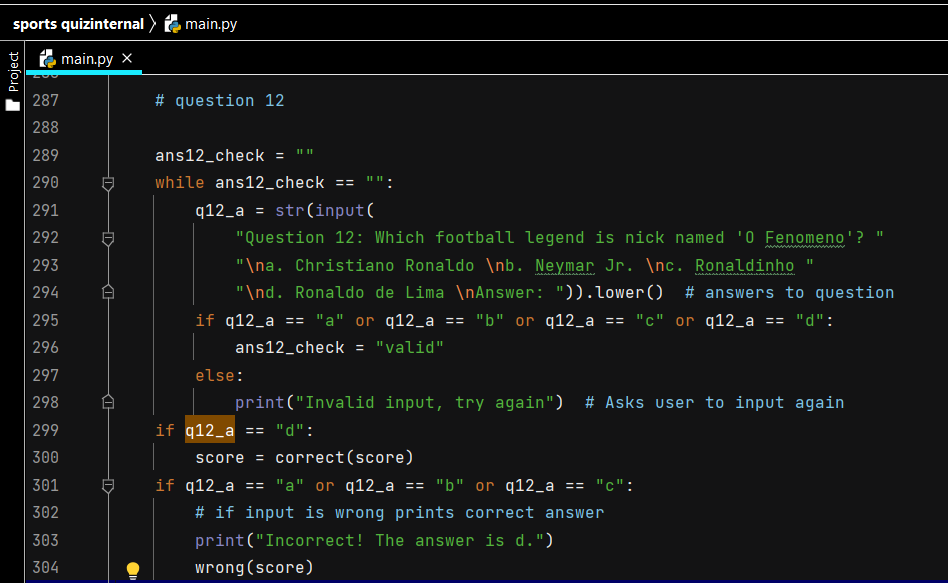 sports quizinternal main.py
Project
main.py
287 # question 12
288
289 ans12_check = ""
290 while ans12_check == "":
291 q12_a = str(input(
292 "Question 12: Which football legend is nick named 'O Fenomeno'? "
293 "\na. Christiano Ronaldo \nb. Neymar Jr. \nc. Ronaldinho "
294 "\nd. Ronaldo de Lima \nAnswer: ")).lower()  # answers to question
295 if q12_a == "a" or q12_a == "b" or q12_a == "c" or q12_a == "d":
296 ans12_check = "valid"
297 else:
298 print("Invalid input, try again")  # Asks user to input again
299 if q12_a == "d":
300 score = correct(score)
301 if q12_a == "a" or q12_a == "b" or q12_a == "c":
302 # if input is wrong prints correct answer
303 print("Incorrect! The answer is d.")
304 wrong(score)